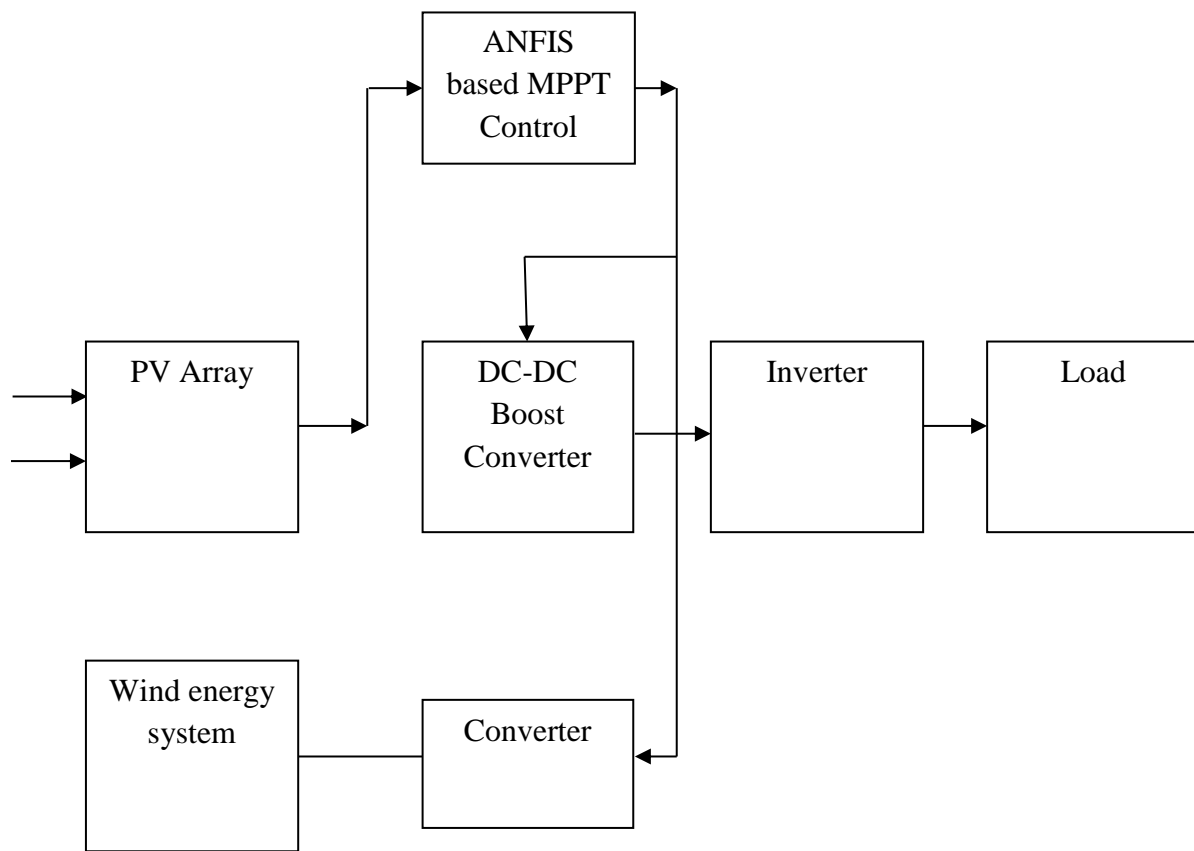 ANFIS
based MPPT
Control
PV Array
DC-DC
Boost
Converter
Inverter
Load
Wind energy
system
Converter